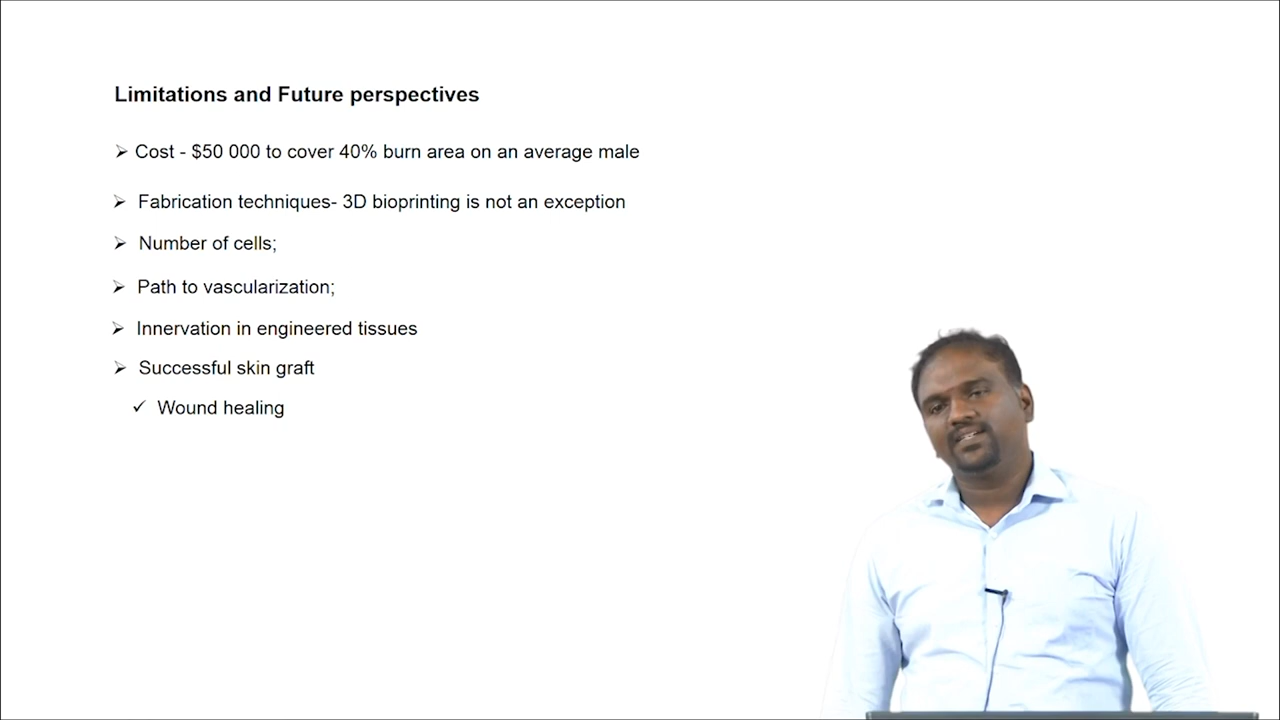 Limitations and Future perspectives
➢ Cost - $50 000 to cover 40% burn area on an average male
➢ Fabrication techniques- 3D bioprinting is not an exception
➢ Number of cells;
➢ Path to vascularization;
➢ Innervation in engineered tissues
➢ Successful skin graft
✓ Wound healing